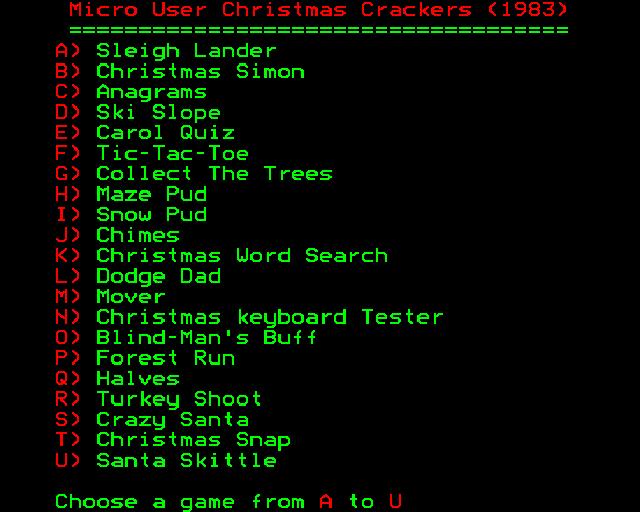 Micro User Christmas Crackers (1983)
====================================
A) Sleigh Lander
B) Christmas Simon
C) Anagrams
D) Ski Slope
E) Carol Quiz
F) Tic-Tac-Toe
G) Collect The Trees
H) Maze Pud
I) Snow Pud
J) Chimes
K) Christmas Word Search
L) Dodge Dad
M) Mover
N) Christmas keyboard Tester
O) Blind-Man's Buff
P) Forest Run
Q) Halves
R) Turkey Shoot
S) Crazy Santa
T) Christmas Snap
U) Santa Skittle
Choose a game from A to U